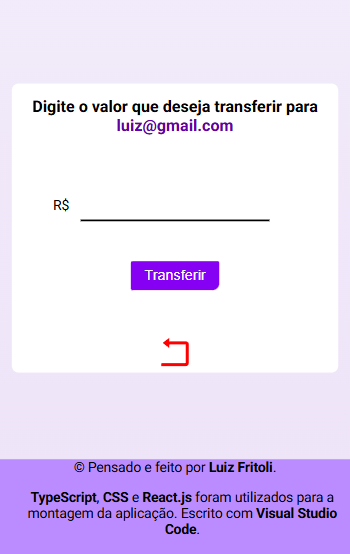 Digite o valor que deseja transferir para
luiz@gmail.com
R$
Transferir
© Pensado e feito por Luiz Fritoli.
TypeScript, CSS e React.js foram utilizados para a
montagem da aplicação. Escrito com Visual Studio
Code.